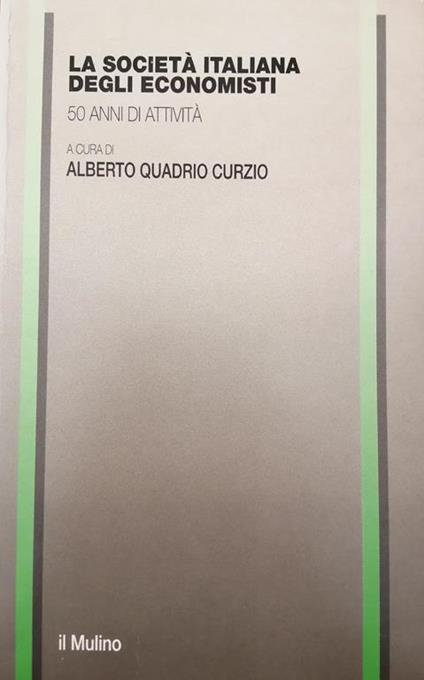 LA SOCIETÀ ITALIANA
DEGLI ECONOMISTI
50 ANNI DI ATTIVITÀ
A CURA DI
ALBERTO QUADRIO CURZIO
il Mulino